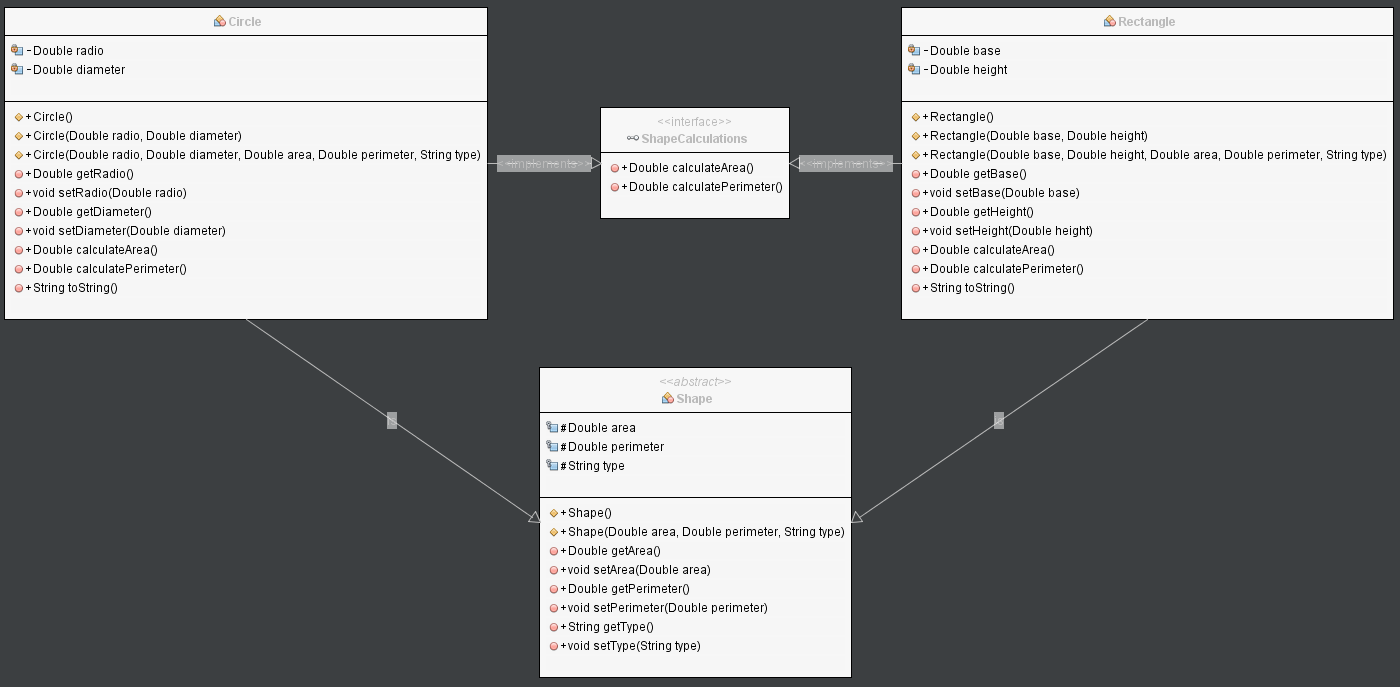 Circle
-Double radio
-Double diameter
+Circle()
+Circle(Double radio, Double diameter)
+Circle(Double radio, Double diameter, Double area, Double perimeter, String type)
+Double getRadio()
+void setRadio(Double radio)
+Double getDiameter()
+void setDiameter(Double diameter)
+Double calculateArea()
+Double calculatePerimeter()
+String toString()
<<implements>>
<<interface>>
ShapeCalculations
+Double calculateArea()
+Double calculatePerimeter()
<<implements>>
Rectangle
-Double base
-Double height
+Rectangle()
+Rectangle(Double base, Double height)
+Rectangle(Double base, Double height, Double area, Double perimeter, String type)
+Double getBase()
+void setBase(Double base)
+Double getHeight()
+void setHeight(Double height)
+Double calculateArea()
+Double calculatePerimeter()
+String toString()
<<abstract>>
Shape
#Double area
#Double perimeter
#String type
+Shape()
+Shape(Double area, Double perimeter, String type)
+Double getArea()
+void setArea(Double area)
+Double getPerimeter()
+void setPerimeter(Double perimeter)
+String getType()
+void setType(String type)